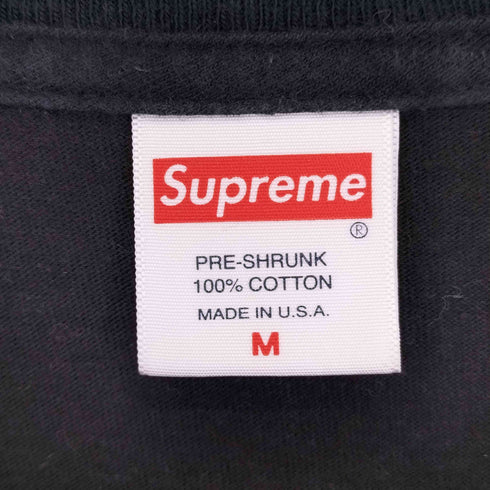 Supreme
®
PRE-SHRUNK
100% COTTON
MADE IN U.S.A.
M